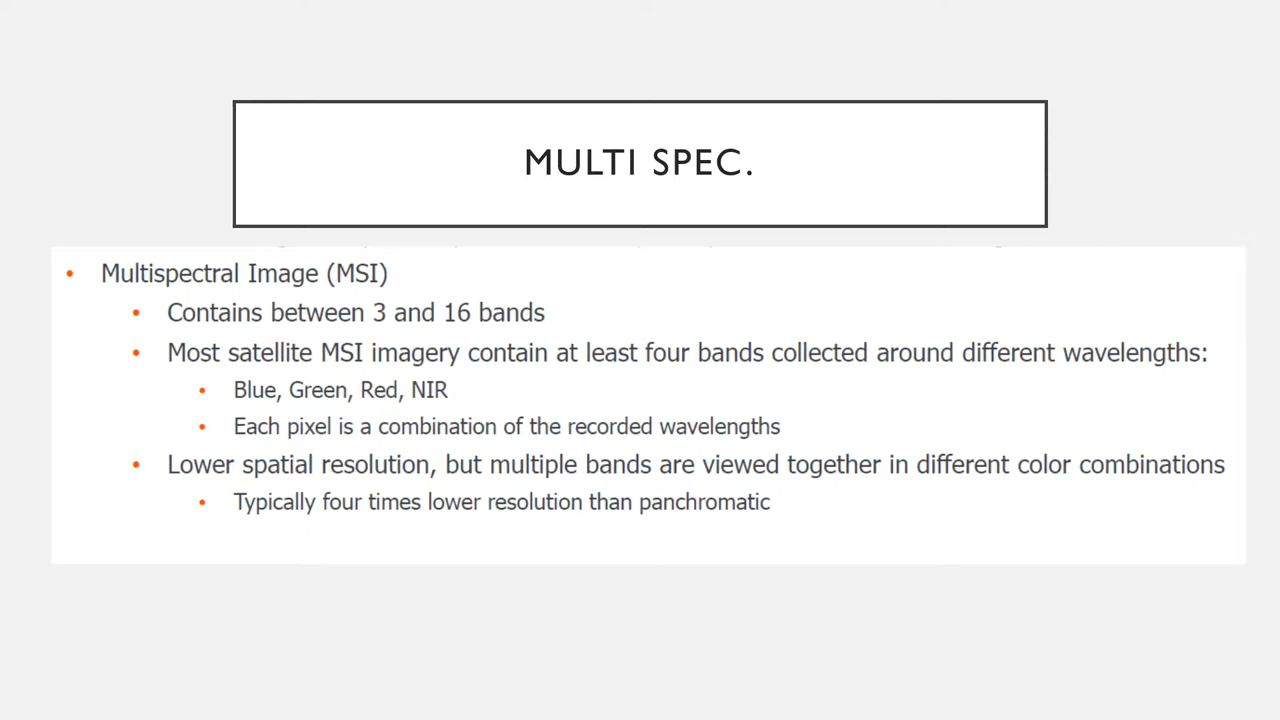 MULTI SPEC.
• Multispectral Image (MSI)
• Contains between 3 and 16 bands
• Most satellite MSI imagery contain at least four bands collected around different wavelengths:
• Blue, Green, Red, NIR
• Each pixel is a combination of the recorded wavelengths
• Lower spatial resolution, but multiple bands are viewed together in different color combinations
• Typically four times lower resolution than panchromatic